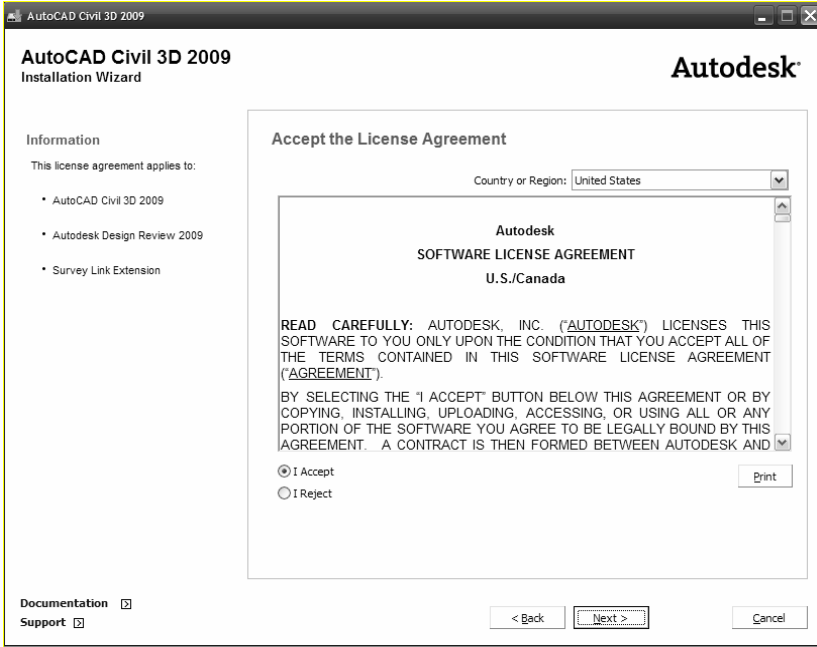 AutoCAD Civil 3D 2009
AutoCAD Civil 3D 2009
Installation Wizard
Autodesk
Information
This license agreement applies to:
• AutoCAD Civil 3D 2009
• Autodesk Design Review 2009
• Survey Link Extension
Accept the License Agreement
Country or Region: United States
Autodesk
SOFTWARE LICENSE AGREEMENT
U.S./Canada
READ CAREFULLY: AUTODESK, INC. (“AUTODESK”) LICENSES THIS
SOFTWARE TO YOU ONLY UPON THE CONDITION THAT YOU ACCEPT ALL OF
THE TERMS CONTAINED IN THIS SOFTWARE LICENSE AGREEMENT
(“AGREEMENT”).
BY SELECTING THE “I ACCEPT” BUTTON BELOW THIS AGREEMENT OR BY
COPYING, INSTALLING, UPLOADING, ACCESSING, OR USING ALL OR ANY
PORTION OF THE SOFTWARE YOU AGREE TO BE LEGALLY BOUND BY THIS
AGREEMENT. A CONTRACT IS THEN FORMED BETWEEN AUTODESK AND
I Accept
I Reject
Print
Documentation
Support
< Back
Next >
Cancel